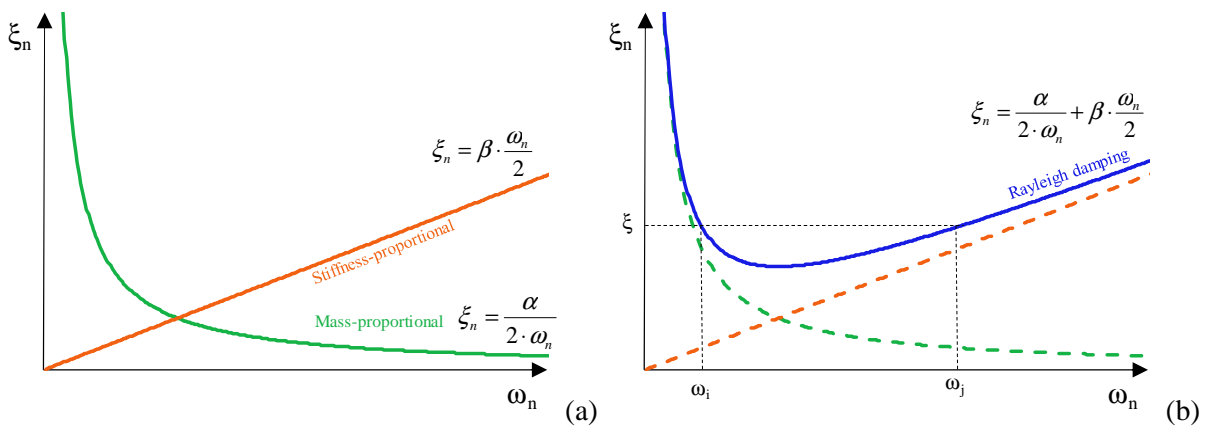 ξn
ξn = β · ωn / 2
Stiffness-proportional
Mass-proportional
ξn = α / 2 · ωn
ωn
(a)
ξn
ξn = α / 2 · ωn + β · ωn / 2
Rayleigh damping
ξ
ωi
ωj
ωn
(b)